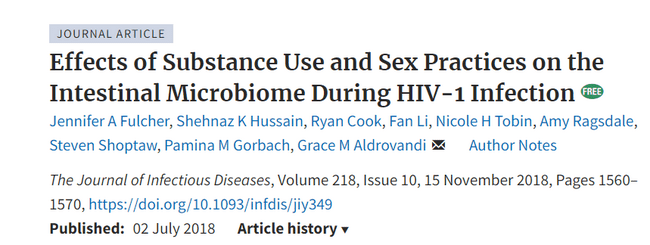 JOURNAL ARTICLE
Effects of Substance Use and Sex Practices on the
Intestinal Microbiome During HIV-1 Infection FREE
Jennifer A Fulcher, Shehnaz K Hussain, Ryan Cook, Fan Li, Nicole H Tobin, Amy Ragsdale,
Steven Shoptaw, Pamina M Gorbach, Grace M Aldrovandi Author Notes
The Journal of Infectious Diseases, Volume 218, Issue 10, 15 November 2018, Pages 1560–
1570, https://doi.org/10.1093/infdis/jiy349
Published: 02 July 2018 Article history ▾